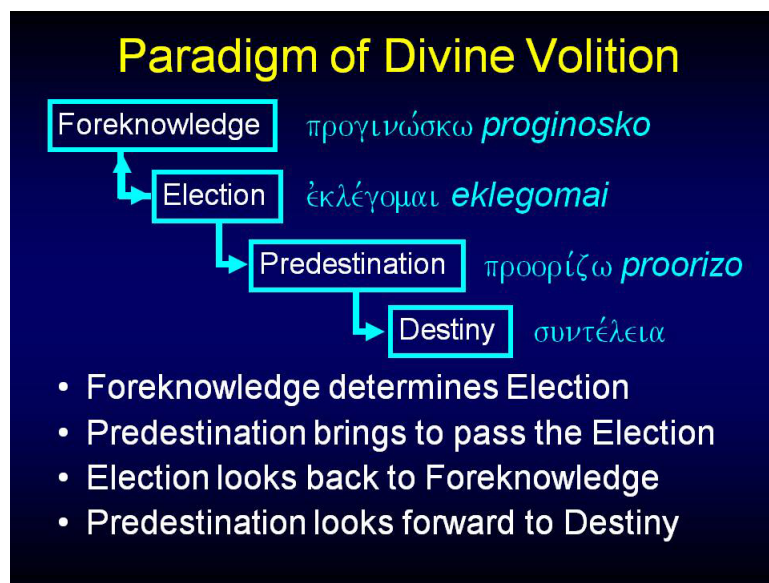 Paradigm of Divine Volition
Foreknowledge προγινώσκω proginosko
Election ἐκλέγομαι eklegomai
Predestination προορίζω proorizo
Destiny συντέλεια
• Foreknowledge determines Election
• Predestination brings to pass the Election
• Election looks back to Foreknowledge
• Predestination looks forward to Destiny